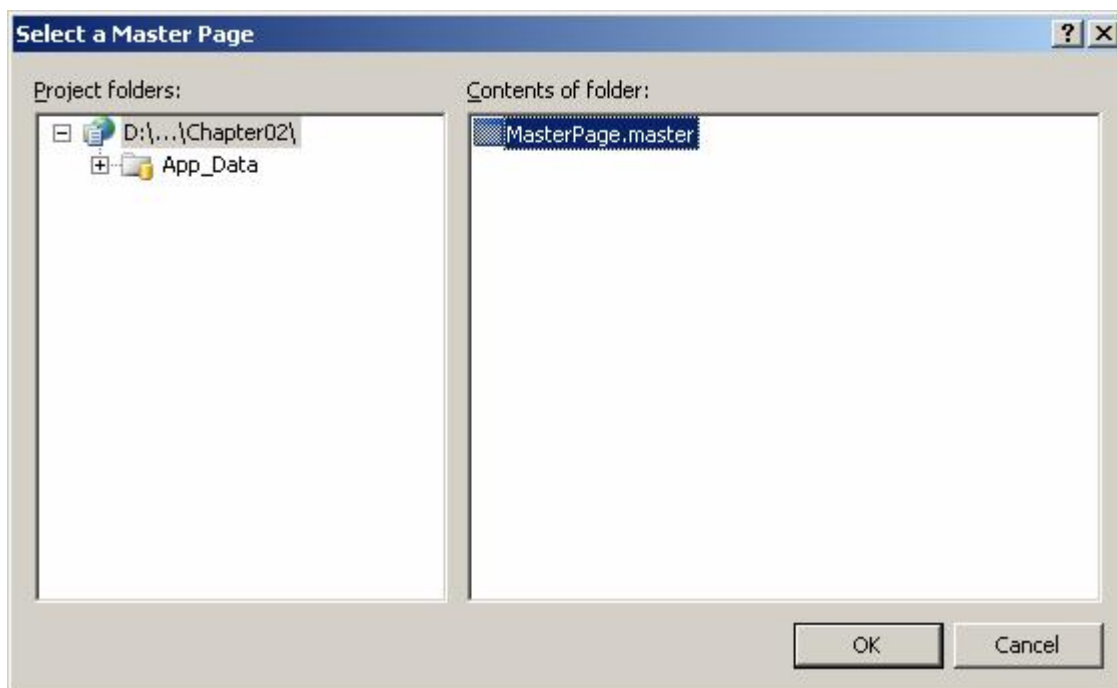 Select a Master Page
Project folders:
Contents of folder:
D:\...\Chapter02\
App_Data
MasterPage.master
OK
Cancel